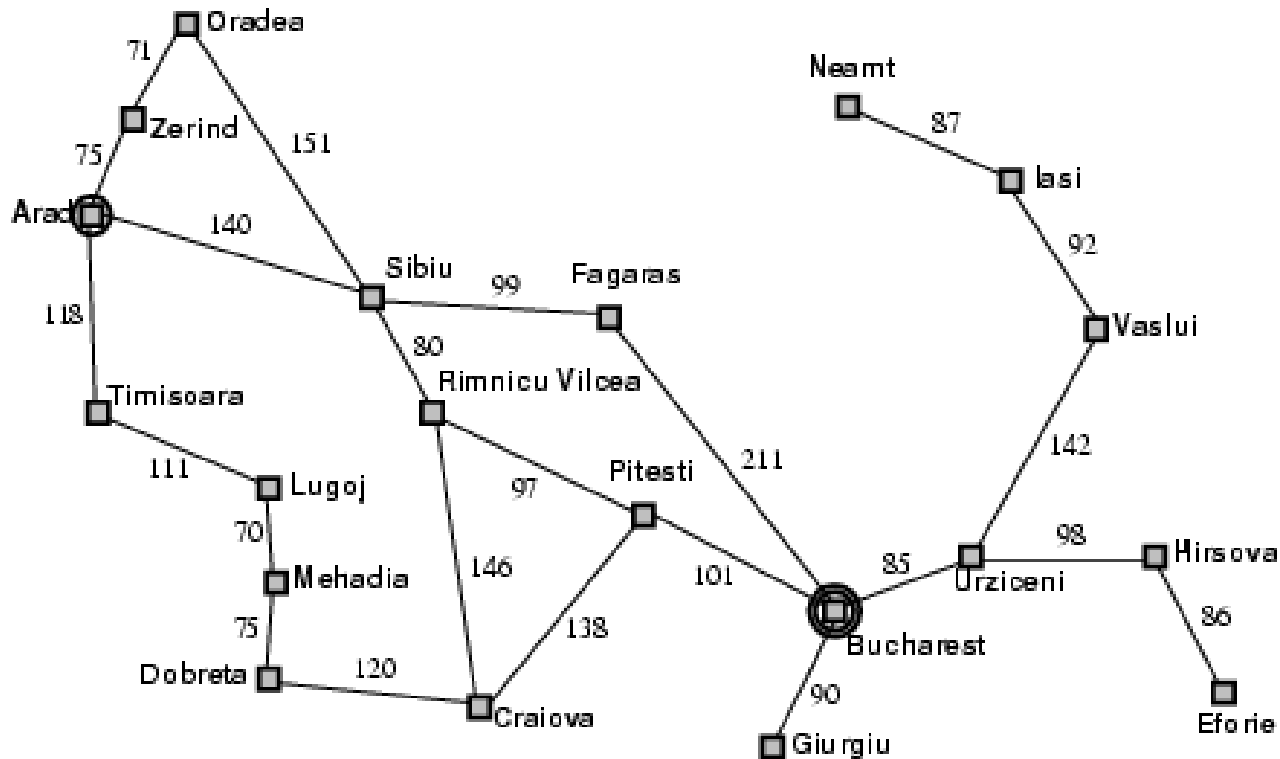 Oradea
71
Neamt
Zerind
87
151
75
Iasi
Arad
140
92
Sibiu
Fagaras
99
118
Vaslui
80
Timisoara
Rimnicu Vilcea
142
111
Pitesti
211
Lugoj
97
70
98
Hirsova
146
101
85
Mehadia
Urziceni
86
75
138
Bucharest
120
Dobreta
90
Craiova
Eforie
Giurgiu